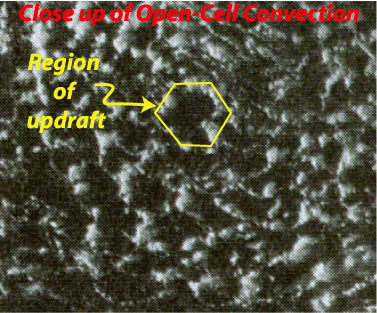 Close up of Open-Cell Convection
Region
of
updraft